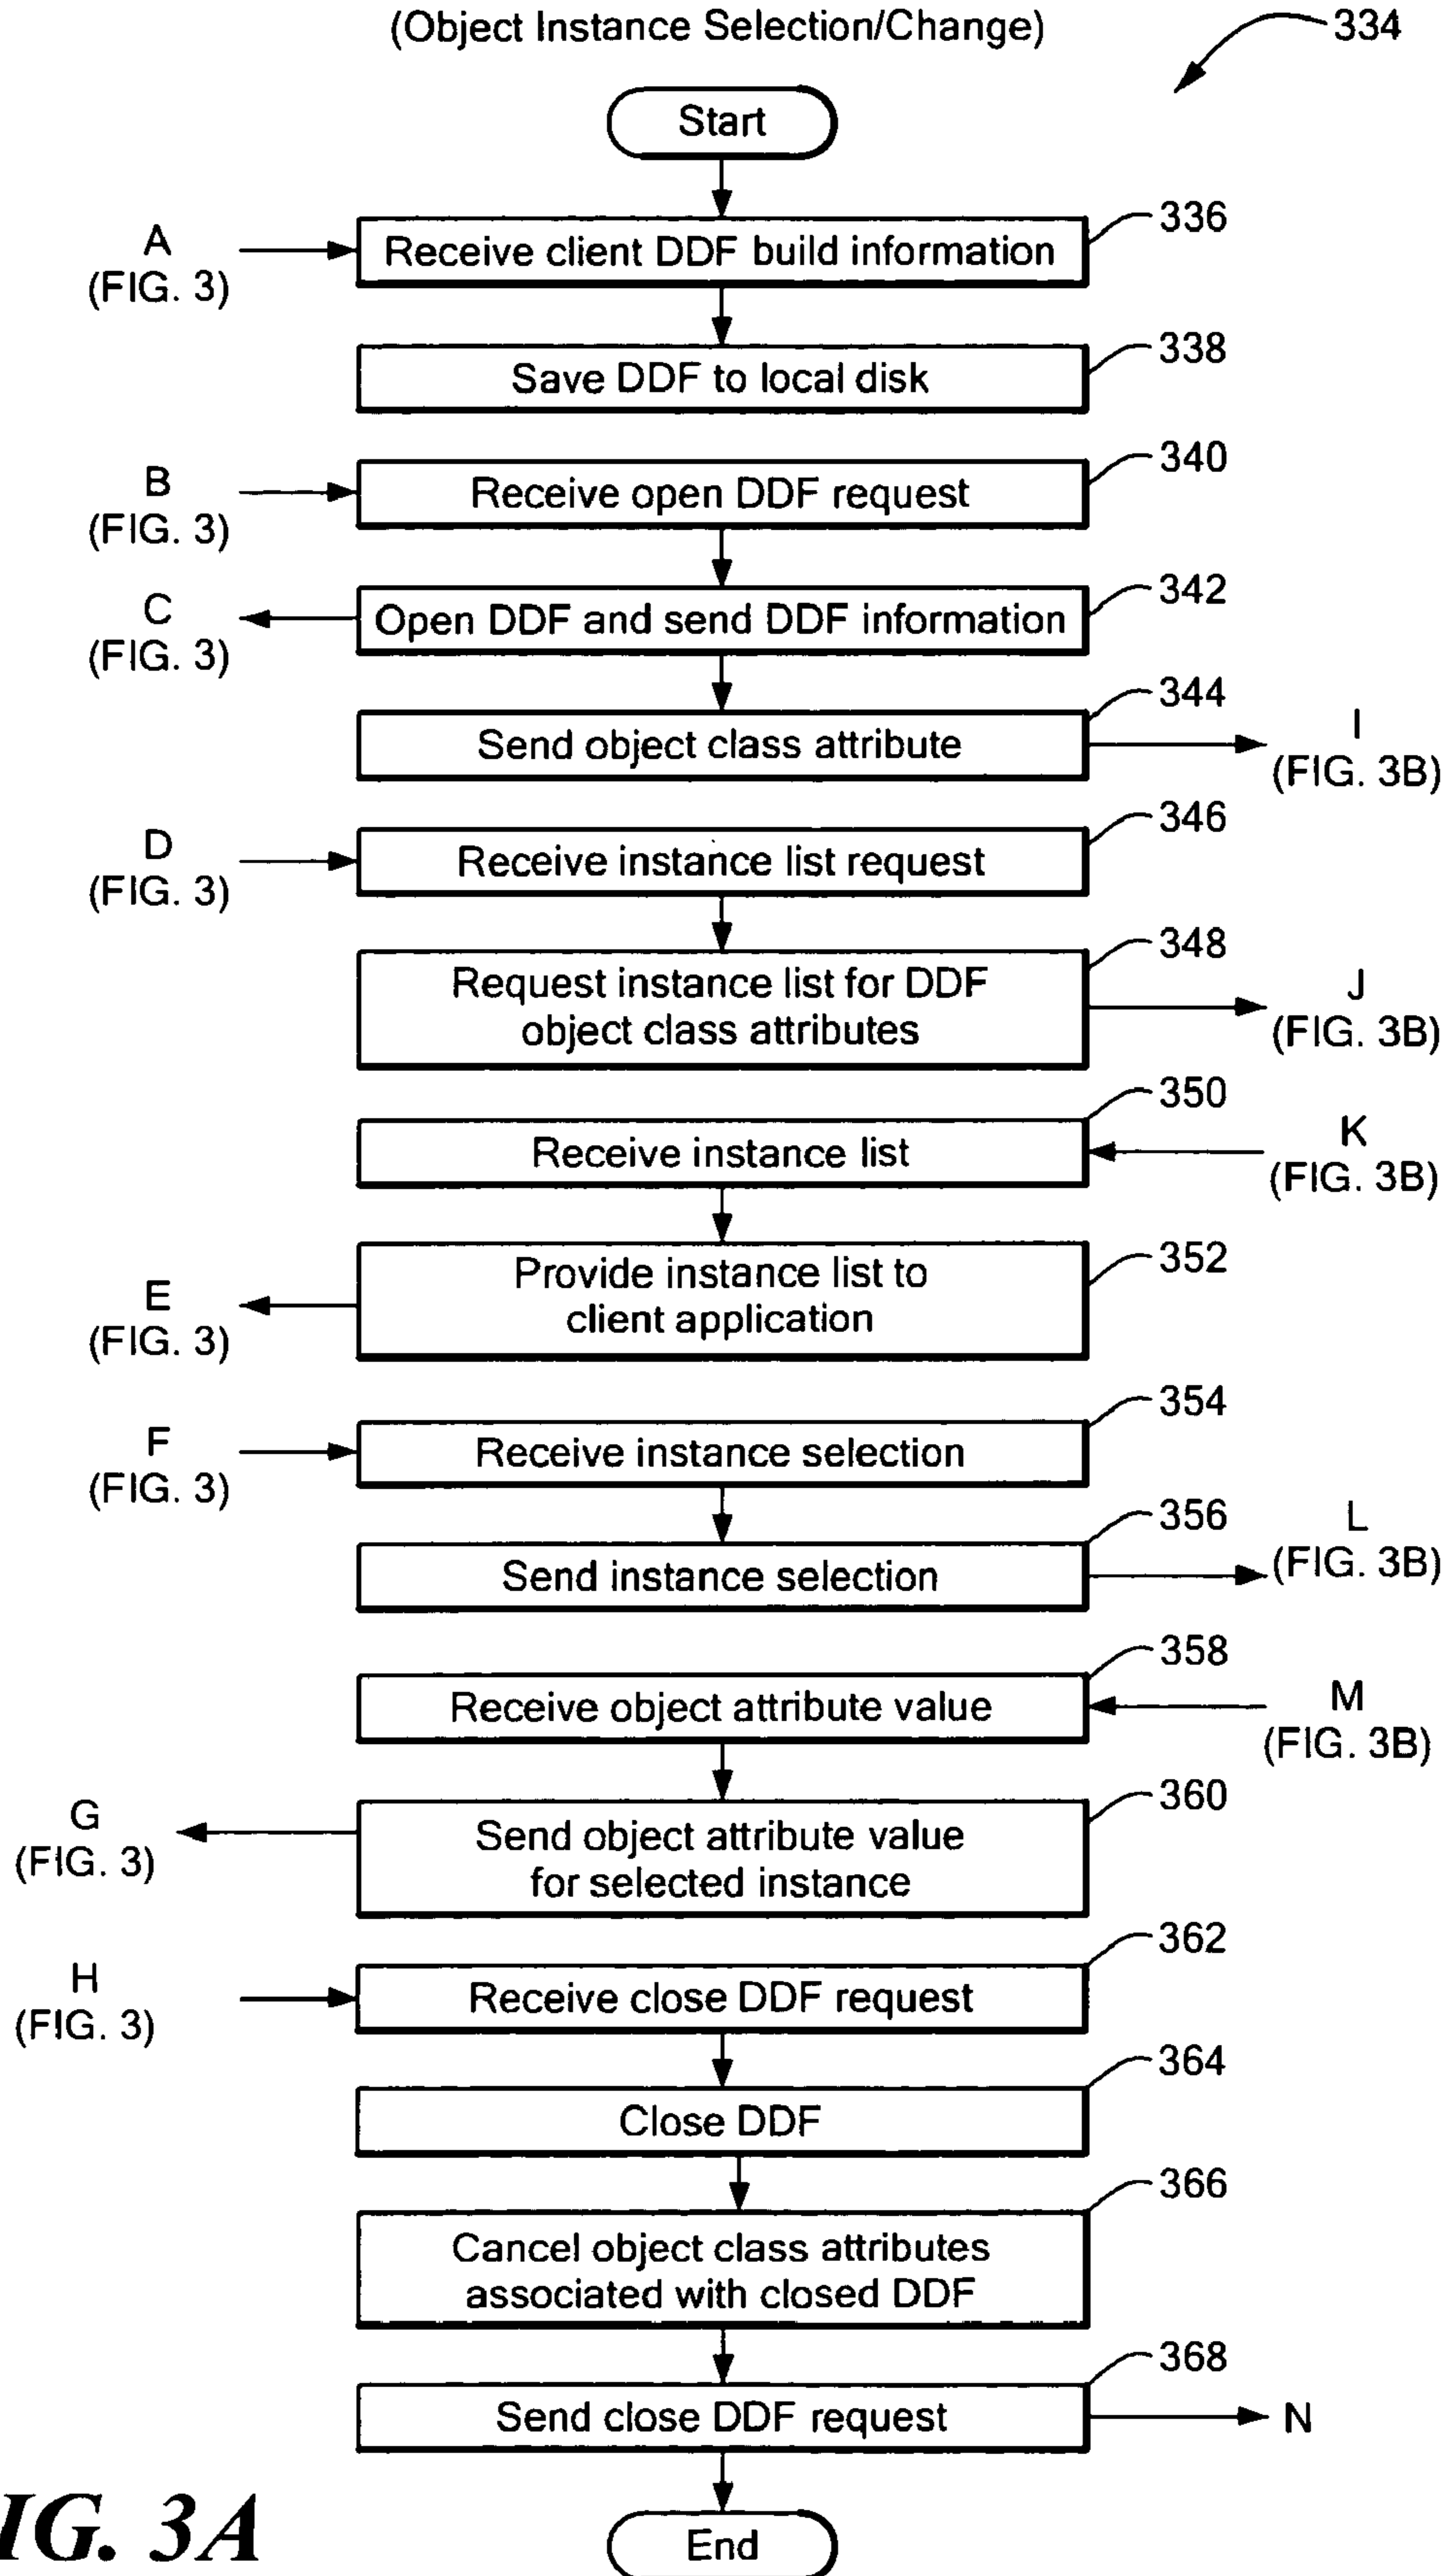 (Object Instance Selection/Change)
334
Start
336
A
(FIG. 3)
Receive client DDF build information
338
Save DDF to local disk
340
B
(FIG. 3)
Receive open DDF request
342
C
(FIG. 3)
Open DDF and send DDF information
344
Send object class attribute
I
(FIG. 3B)
346
D
(FIG. 3)
Receive instance list request
348
Request instance list for DDF
object class attributes
J
(FIG. 3B)
350
Receive instance list
K
(FIG. 3B)
352
E
(FIG. 3)
Provide instance list to
client application
354
F
(FIG. 3)
Receive instance selection
356
Send instance selection
L
(FIG. 3B)
358
Receive object attribute value
M
(FIG. 3B)
360
G
(FIG. 3)
Send object attribute value
for selected instance
362
H
(FIG. 3)
Receive close DDF request
364
Close DDF
366
Cancel object class attributes
associated with closed DDF
368
Send close DDF request
N
End
IG. 3A